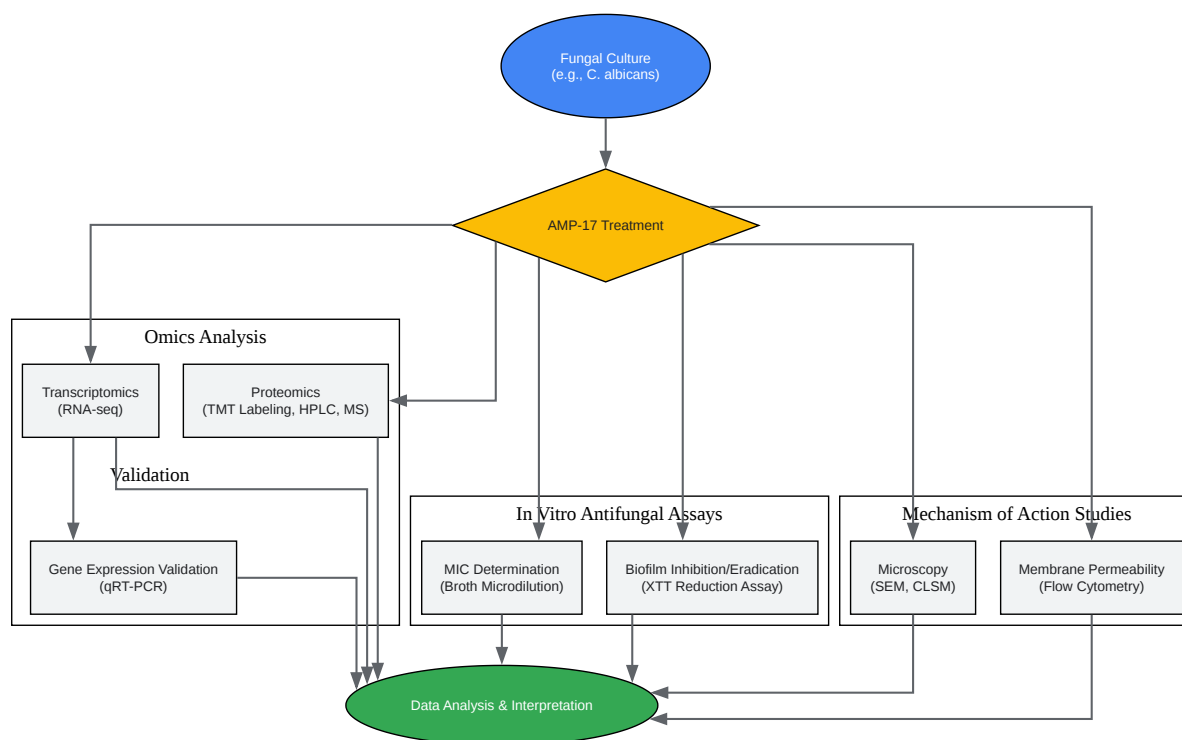 Fungal Culture
(e.g., C. albicans)
AMP-17 Treatment
Omics Analysis
Transcriptomics
(RNA-seq)
Proteomics
(TMT Labeling, HPLC, MS)
Validation
Gene Expression Validation
(qRT-PCR)
In Vitro Antifungal Assays
MIC Determination
(Broth Microdilution)
Biofilm Inhibition/Eradication
(XTT Reduction Assay)
Mechanism of Action Studies
Microscopy
(SEM, CLSM)
Membrane Permeability
(Flow Cytometry)
Data Analysis & Interpretation